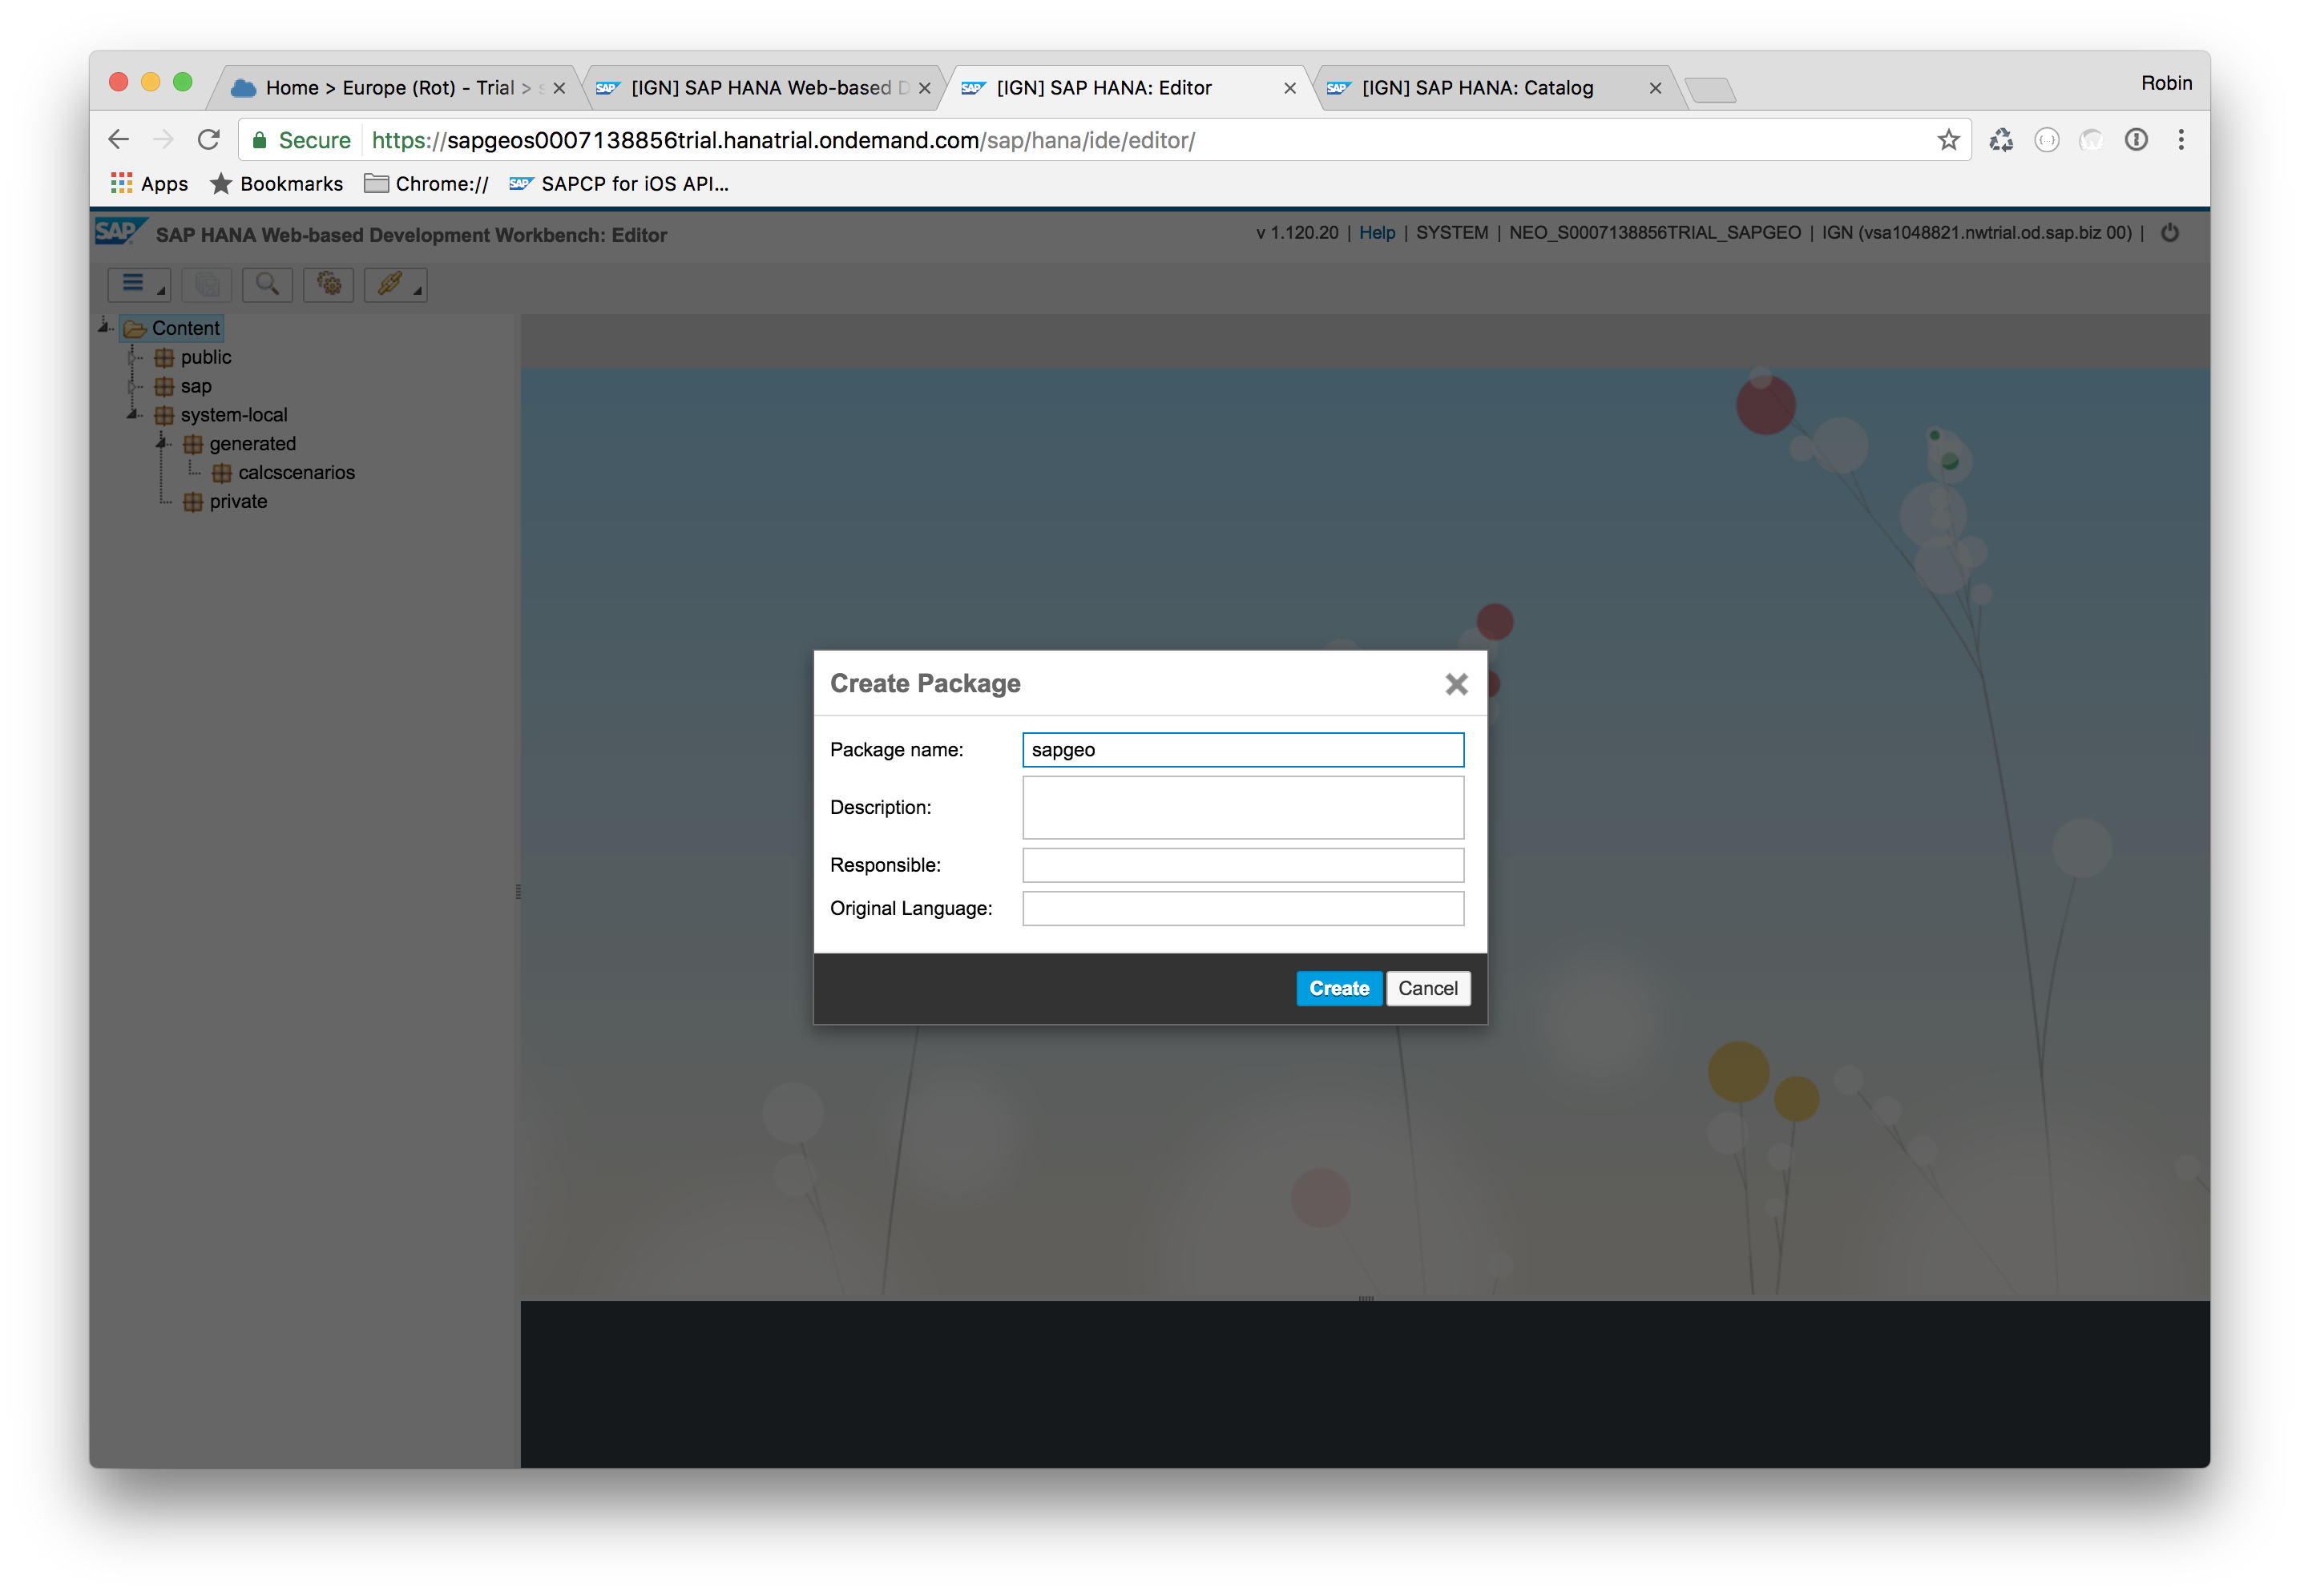 Home > Europe (Rot) - Trial > s
[IGN] SAP HANA Web-based D
[IGN] SAP HANA: Editor
[IGN] SAP HANA: Catalog
Robin
Secure
https://sapgeos0007138856trial.hanatrial.ondemand.com/sap/hana/ide/editor/
Apps
Bookmarks
Chrome://
SAP SAPCP for iOS API...
SAP SAP HANA Web-based Development Workbench: Editor
v 1.120.20 | Help | SYSTEM | NEO_S0007138856TRIAL_SAPGEO | IGN (vsa1048821.nwtrial.od.sap.biz 00) |
Content
public
sap
system-local
generated
calcscenarios
private
Create Package
Package name: sapgeo
Description:
Responsible:
Original Language:
Create Cancel